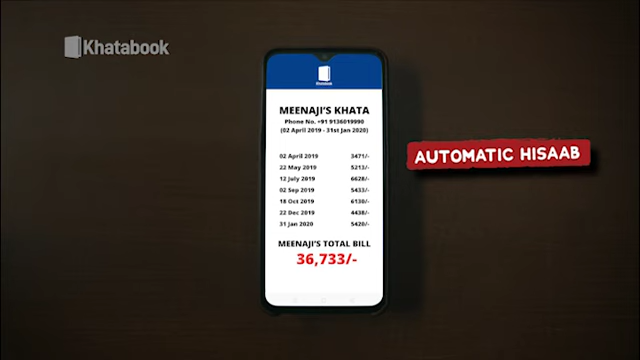 Khatabook
MEENAJI'S KHATA
Phone No. +91 9136019990
(02 April 2019 - 31st Jan 2020)
02 April 2019 3471/-
22 May 2019 5213/-
12 July 2019 6628/-
02 Sep 2019 5433/-
18 Oct 2019 6130/-
22 Dec 2019 4438/-
31 Jan 2020 5420/-
MEENAJI'S TOTAL BILL
36,733/-
AUTOMATIC HISAAB